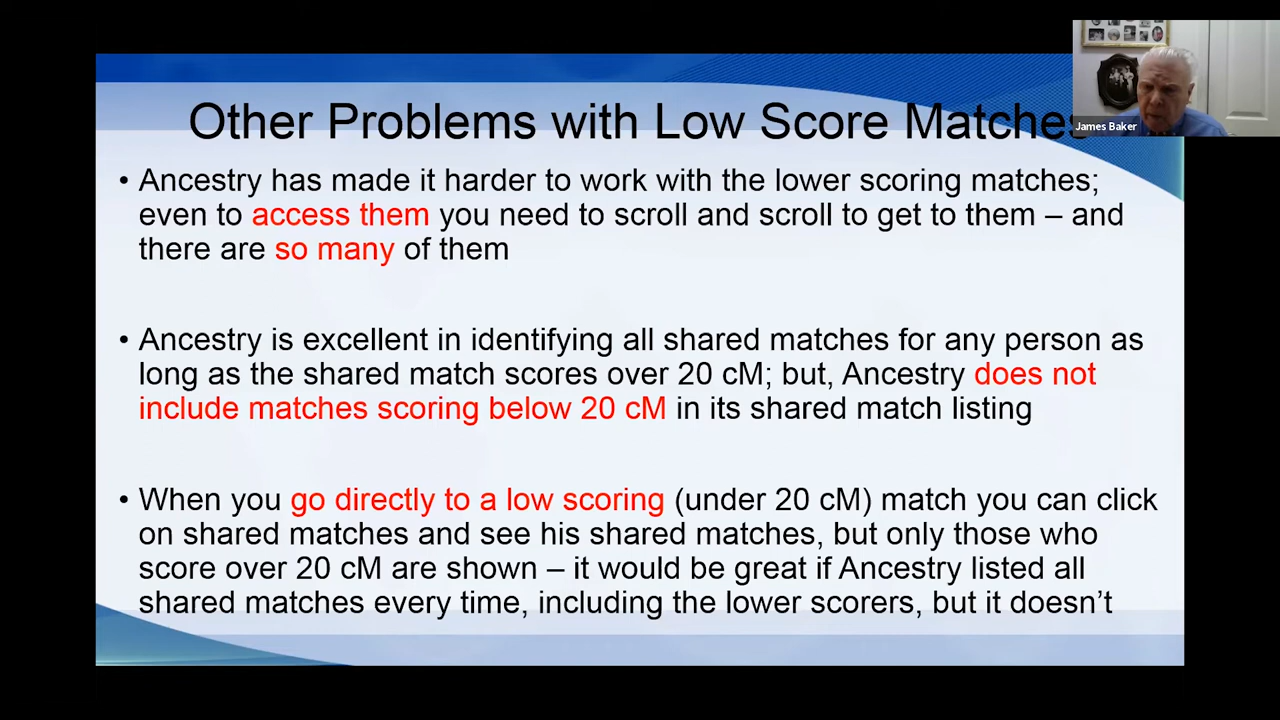 Other Problems with Low Score Matches
James Baker
• Ancestry has made it harder to work with the lower scoring matches;
even to access them you need to scroll and scroll to get to them – and
there are so many of them
• Ancestry is excellent in identifying all shared matches for any person as
long as the shared match scores over 20 cM; but, Ancestry does not
include matches scoring below 20 cM in its shared match listing
• When you go directly to a low scoring (under 20 cM) match you can click
on shared matches and see his shared matches, but only those who
score over 20 cM are shown – it would be great if Ancestry listed all
shared matches every time, including the lower scorers, but it doesn’t